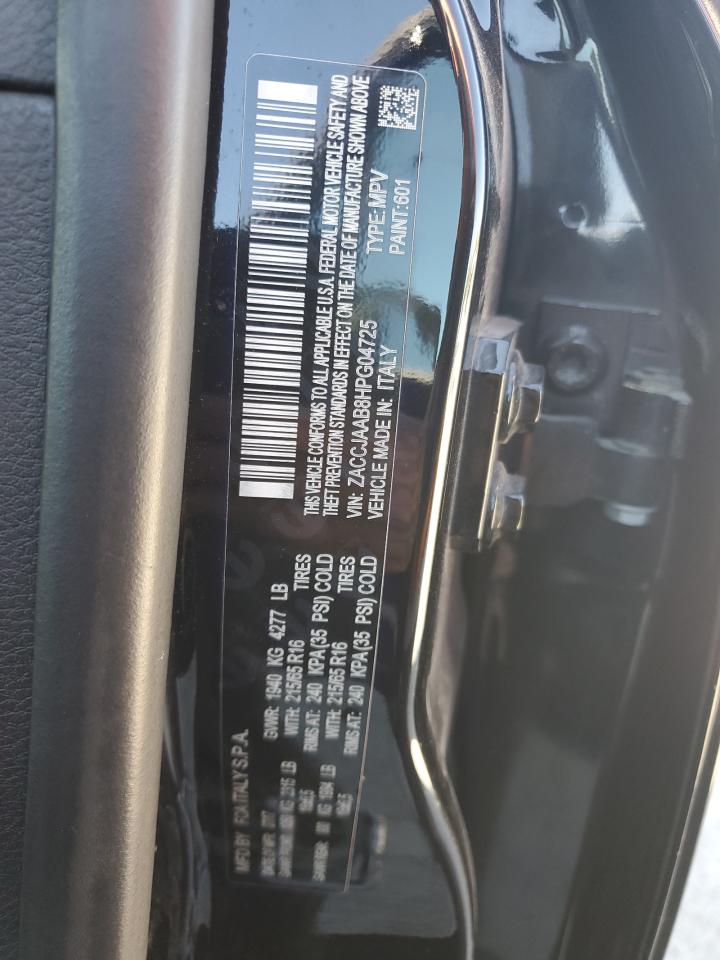 MFD BY FCA ITALY S.P.A.
GVWR: 1940 KG 4277 LB
WITH: 215/65 R16 TIRES
RIMS AT: 240 KPA(35 PSI) COLD
WITH: 215/65 R16 TIRES
RIMS AT: 240 KPA(35 PSI) COLD
THIS VEHICLE CONFORMS TO ALL APPLICABLE U.S.A. FEDERAL MOTOR VEHICLE SAFETY AND
THEFT PREVENTION STANDARDS IN EFFECT ON THE DATE OF MANUFACTURE SHOWN ABOVE
VIN: ZACCJAAB8HPG04725 TYPE: MPV
VEHICLE MADE IN: ITALY PAINT:601